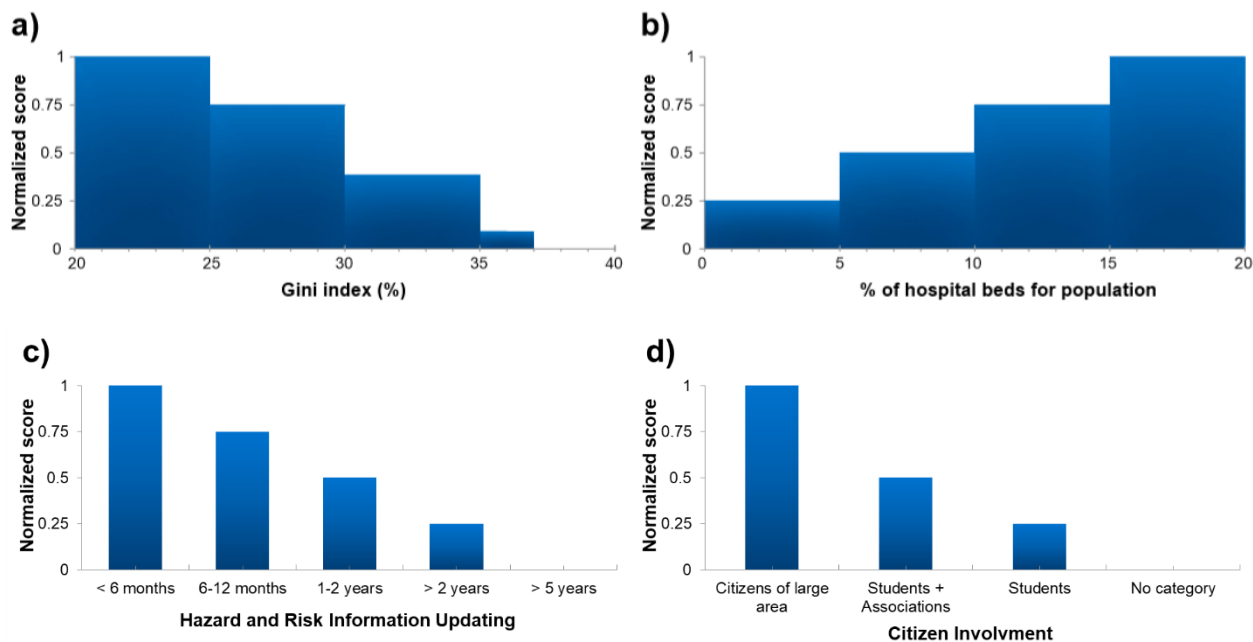 a)
Normalized score
1
0.75
0.5
0.25
0
20 25 30 35 40
Gini index (%)
b)
Normalized score
1
0.75
0.5
0.25
0
0 5 10 15 20
% of hospital beds for population
c)
Normalized score
1
0.75
0.5
0.25
0
< 6 months 6-12 months 1-2 years > 2 years > 5 years
Hazard and Risk Information Updating
d)
Normalized score
1
0.75
0.5
0.25
0
Citizens of large
area
Students +
Associations
Students
No category
Citizen Involvment